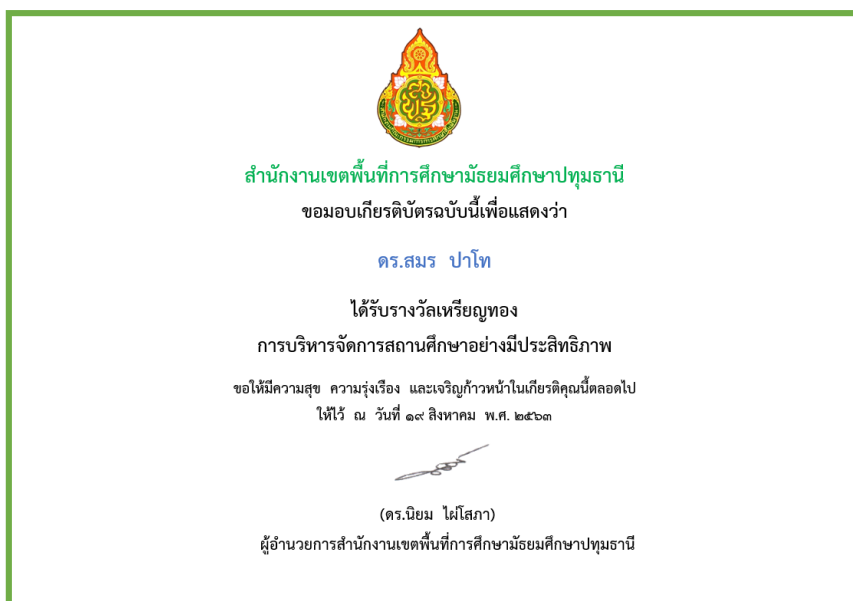 สำนักงานเขตพื้นที่การศึกษามัธยมศึกษาปทุมธานี
ขอมอบเกียรติบัตรฉบับนี้เพื่อแสดงว่า
ดร.สมร ปาโท
ได้รับรางวัลเหรียญทอง
การบริหารจัดการสถานศึกษาอย่างมีประสิทธิภาพ
ขอให้มีความสุข ความรุ่งเรือง และเจริญก้าวหน้าในเกียรติคุณนี้ตลอดไป
ให้ไว้ ณ วันที่ ๑๙ สิงหาคม พ.ศ. ๒๕๖๓
(ดร.นิยม ไผ่โสภา)
ผู้อำนวยการสำนักงานเขตพื้นที่การศึกษามัธยมศึกษาปทุมธานี